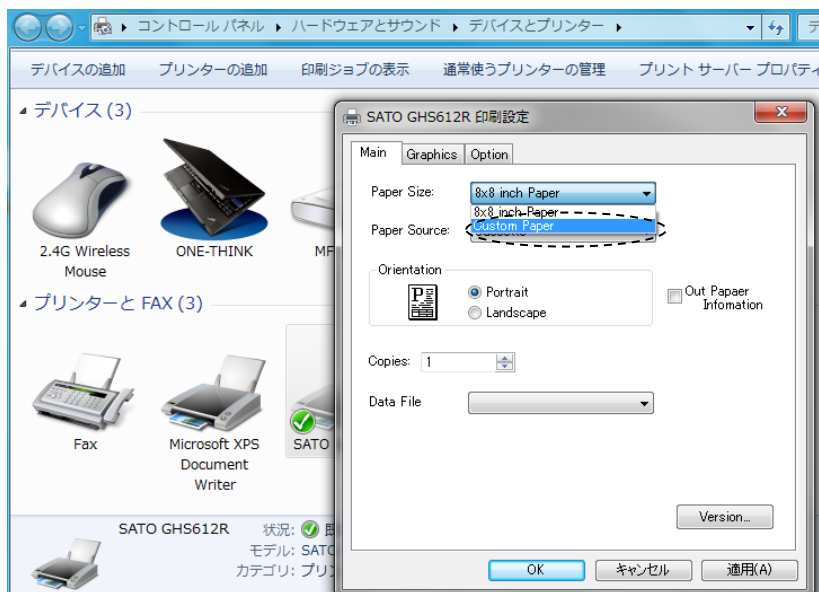 コントロール パネル ▸ ハードウェアとサウンド ▸ デバイスとプリンター ▸
デバイスの追加 プリンターの追加 印刷ジョブの表示 通常使うプリンターの管理 プリント サーバー プロパティ
デバイス (3)
2.4G Wireless
Mouse
ONE-THINK
MF
プリンターと FAX (3)
Fax
Microsoft XPS
Document
Writer
SATO
SATO GHS612R 状況:
モデル: SATO
カテゴリ: プリ
SATO GHS612R 印刷設定
Main Graphics Option
Paper Size: 8x8 inch Paper
8x8 inch Paper
Custom Paper
Paper Source:
Orientation
Portrait
Landscape
Out Papaer
Infomation
Copies: 1
Data File
Version...
OK キャンセル 適用(A)